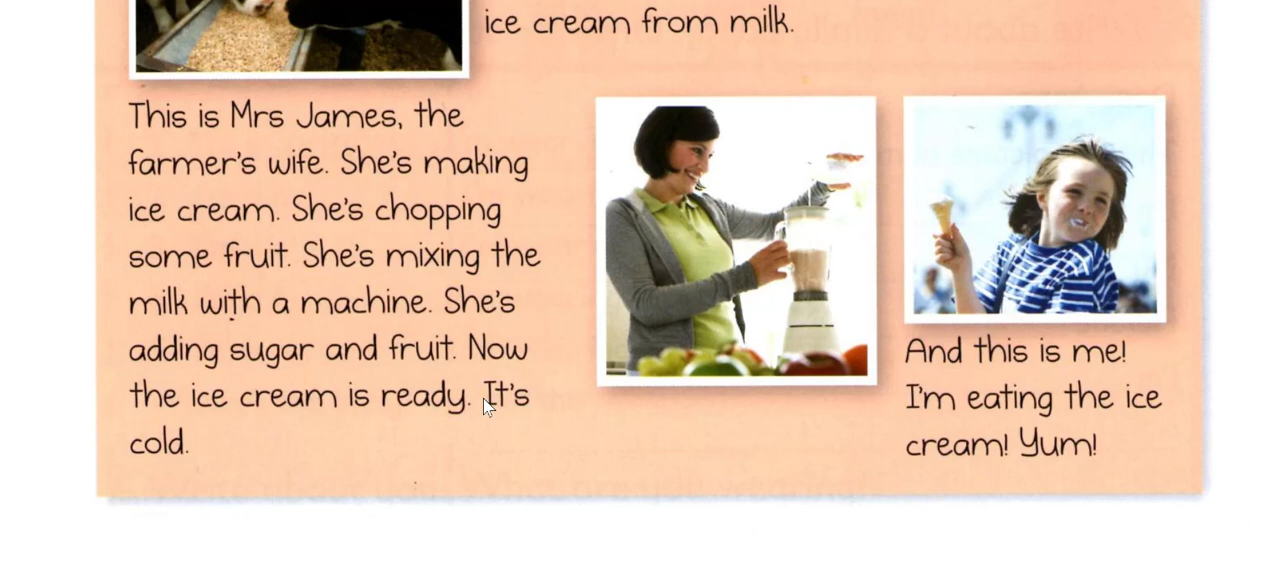 ice cream from milk.
This is Mrs James, the
farmer's wife. She's making
ice cream. She's chopping
some fruit. She's mixing the
milk with a machine. She's
adding sugar and fruit. Now
the ice cream is ready. It's
cold.
And this is me!
I'm eating the ice
cream! Yum!